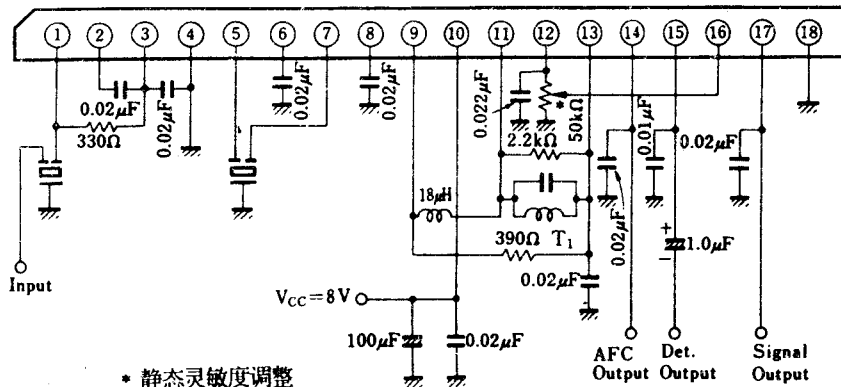 1 2 3 4 5 6 7 8 9 10 11 12 13 14 15 16 17 18
0.02μF
330Ω
0.02μF
0.02μF
0.02μF
0.022μF
*
50kΩ
2.2kΩ
0.01μF
0.02μF
18μH
T1
390Ω
0.02μF
0.02μF
+
1.0μF
−
Input
VCC=8V
100μF
0.02μF
AFC
Output
Det.
Output
Signal
Output
* 静态灵敏度调整